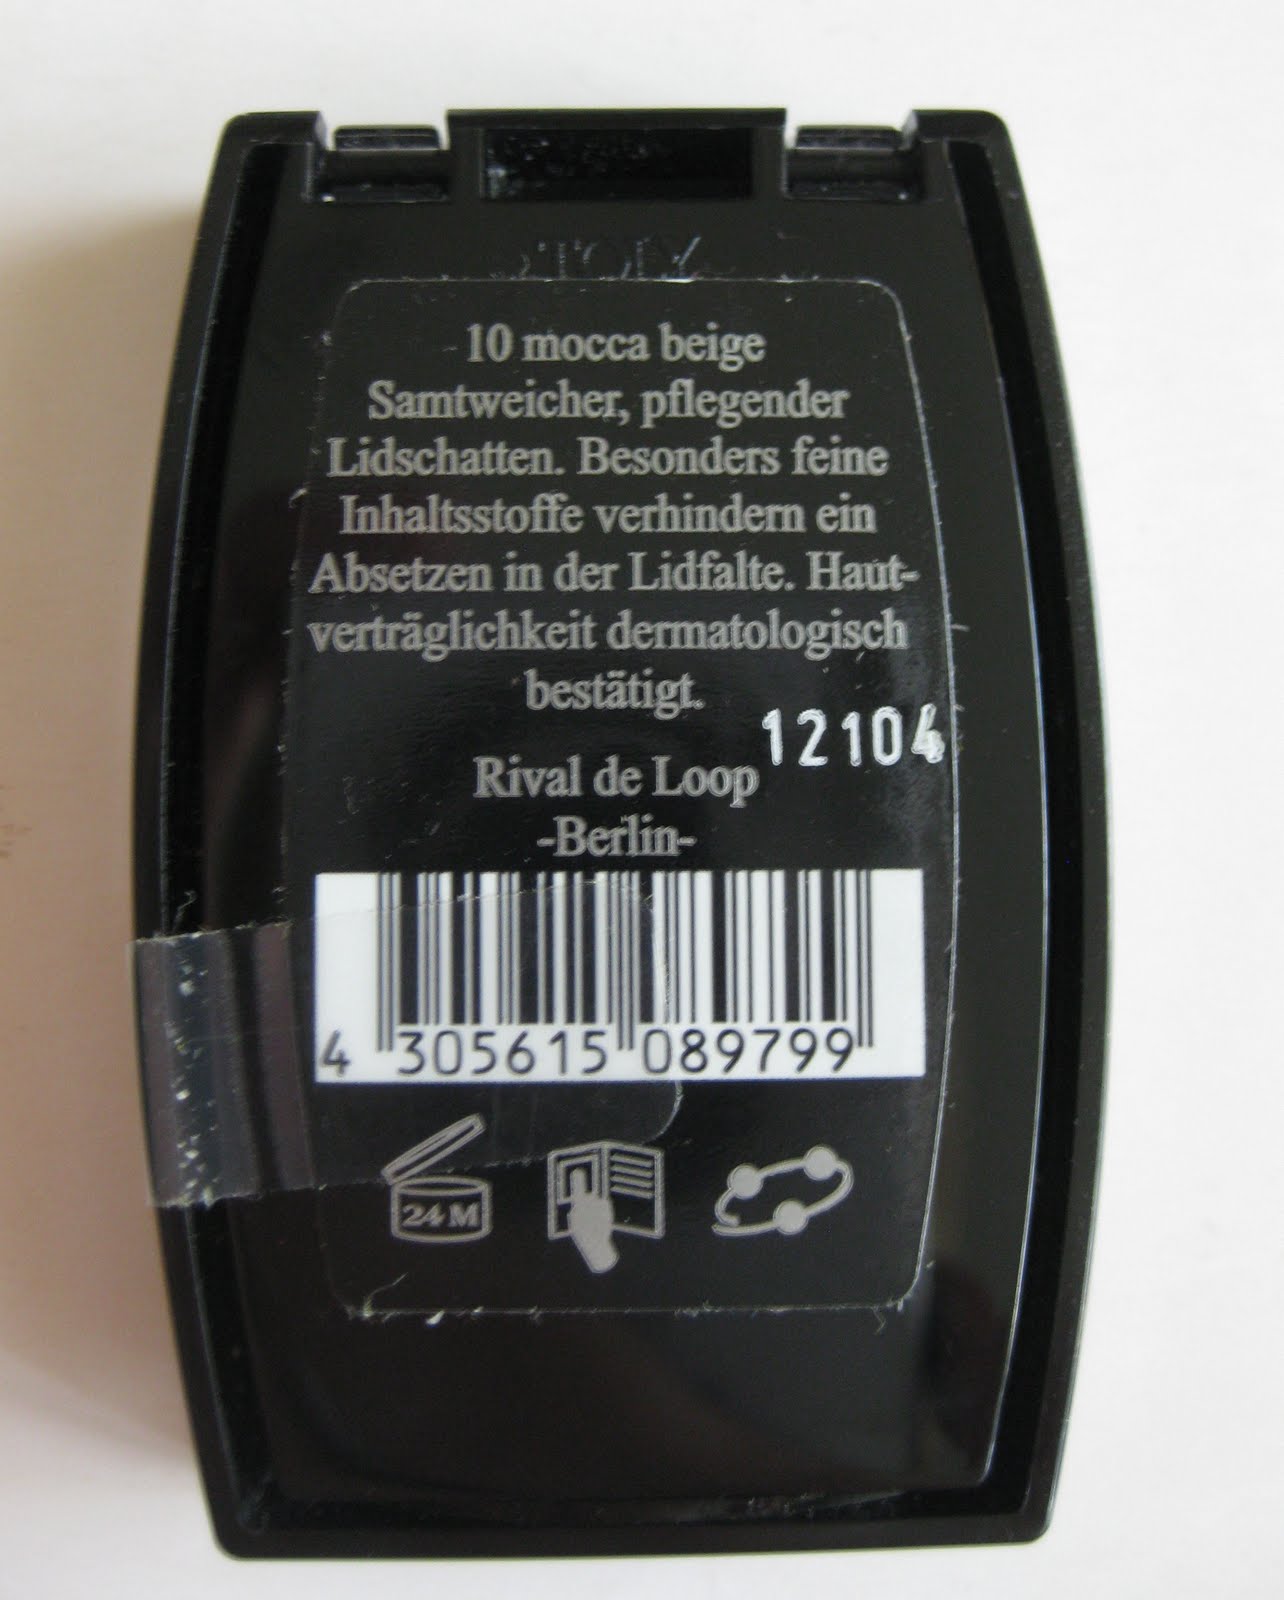 10 mocca beige
Samtweicher, pflegender
Lidschatten. Besonders feine
Inhaltsstoffe verhindern ein
Absetzen in der Lidfalte. Haut-
verträglichkeit dermatologisch
bestätigt.
12104
Rival de Loop
-Berlin-
4 305615 089799
24M